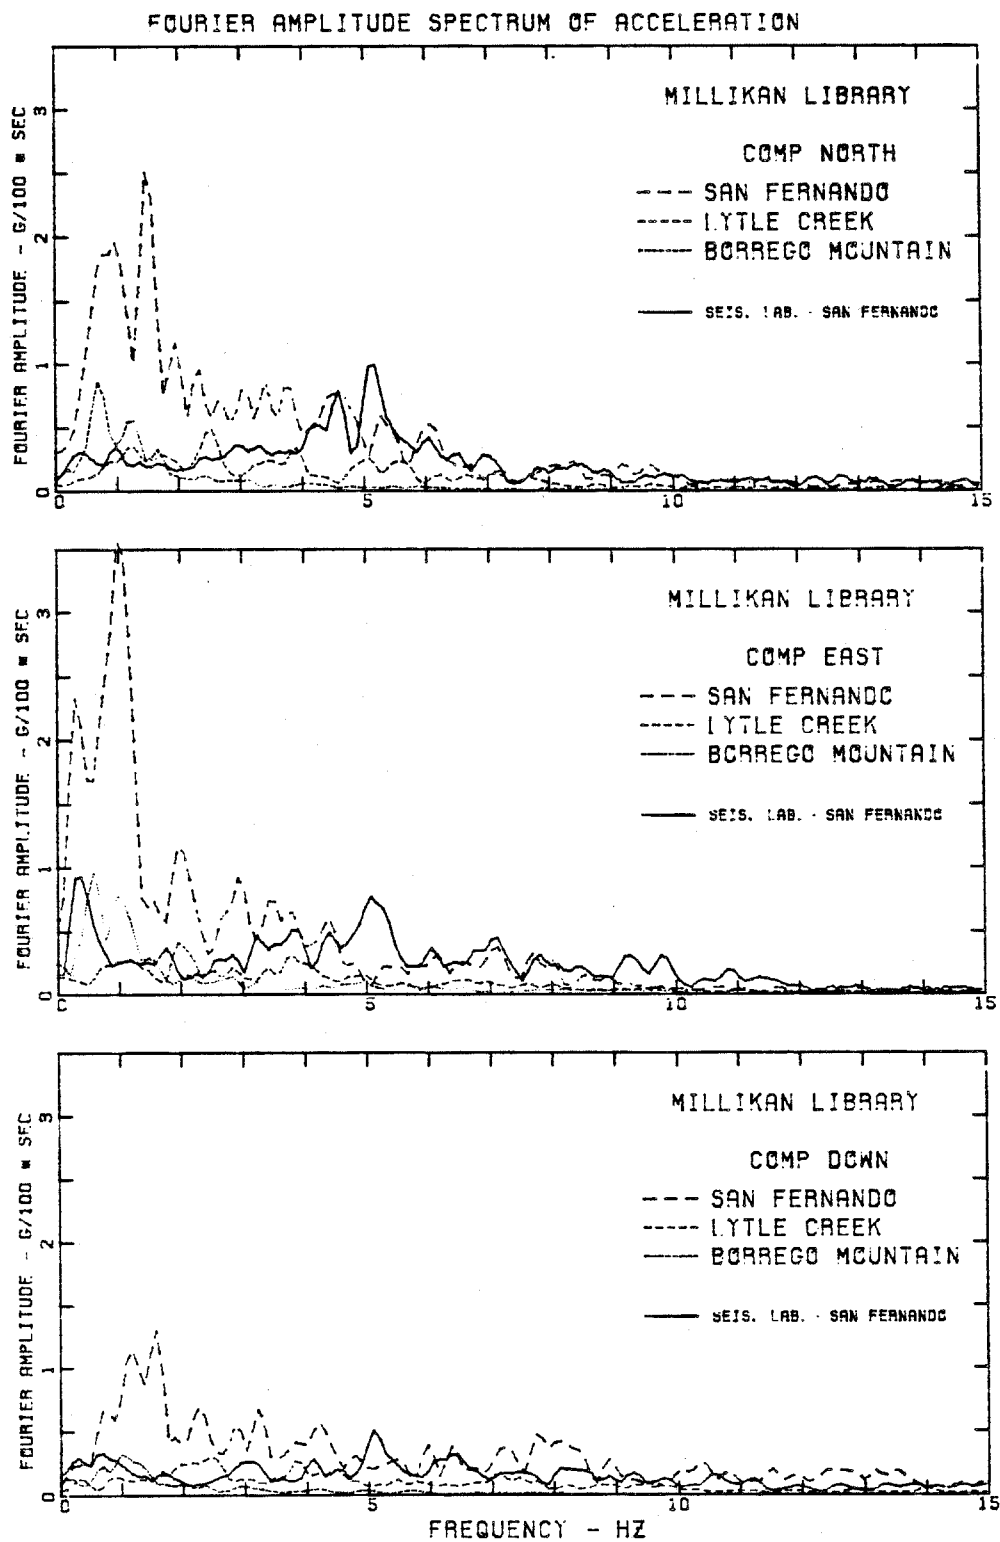 FOURIER AMPLITUDE SPECTRUM OF ACCELERATION
MILLIKAN LIBRARY
COMP NORTH
SAN FERNANDO
LYTLE CREEK
BORREGO MOUNTAIN
SEIS. LAB. - SAN FERNANDO
FOURIER AMPLITUDE - G/100 * SEC
3
2
1
0
0 5 10 15
MILLIKAN LIBRARY
COMP EAST
SAN FERNANDO
LYTLE CREEK
BORREGO MOUNTAIN
SEIS. LAB. - SAN FERNANDO
FOURIER AMPLITUDE - G/100 * SEC
3
2
1
0
0 5 10 15
MILLIKAN LIBRARY
COMP DOWN
SAN FERNANDO
LYTLE CREEK
BORREGO MOUNTAIN
SEIS. LAB. - SAN FERNANDO
FOURIER AMPLITUDE - G/100 * SEC
3
2
1
0
0 5 10 15
FREQUENCY - HZ